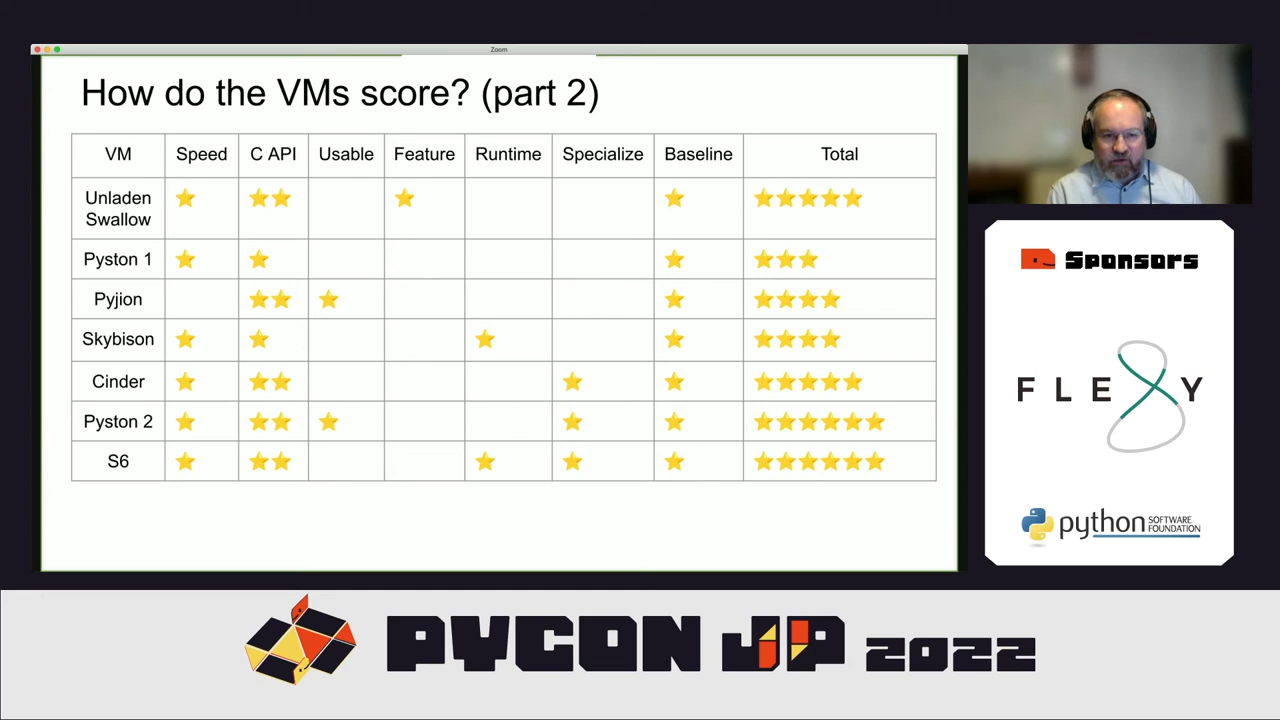 Zoom
How do the VMs score? (part 2)
VM Speed C API Usable Feature Runtime Specialize Baseline Total
Unladen
Swallow
Pyston 1
Pyjion
Skybison
Cinder
Pyston 2
S6
Sponsors
FLEXY
python SOFTWARE
FOUNDATION
PYCON JP 2022